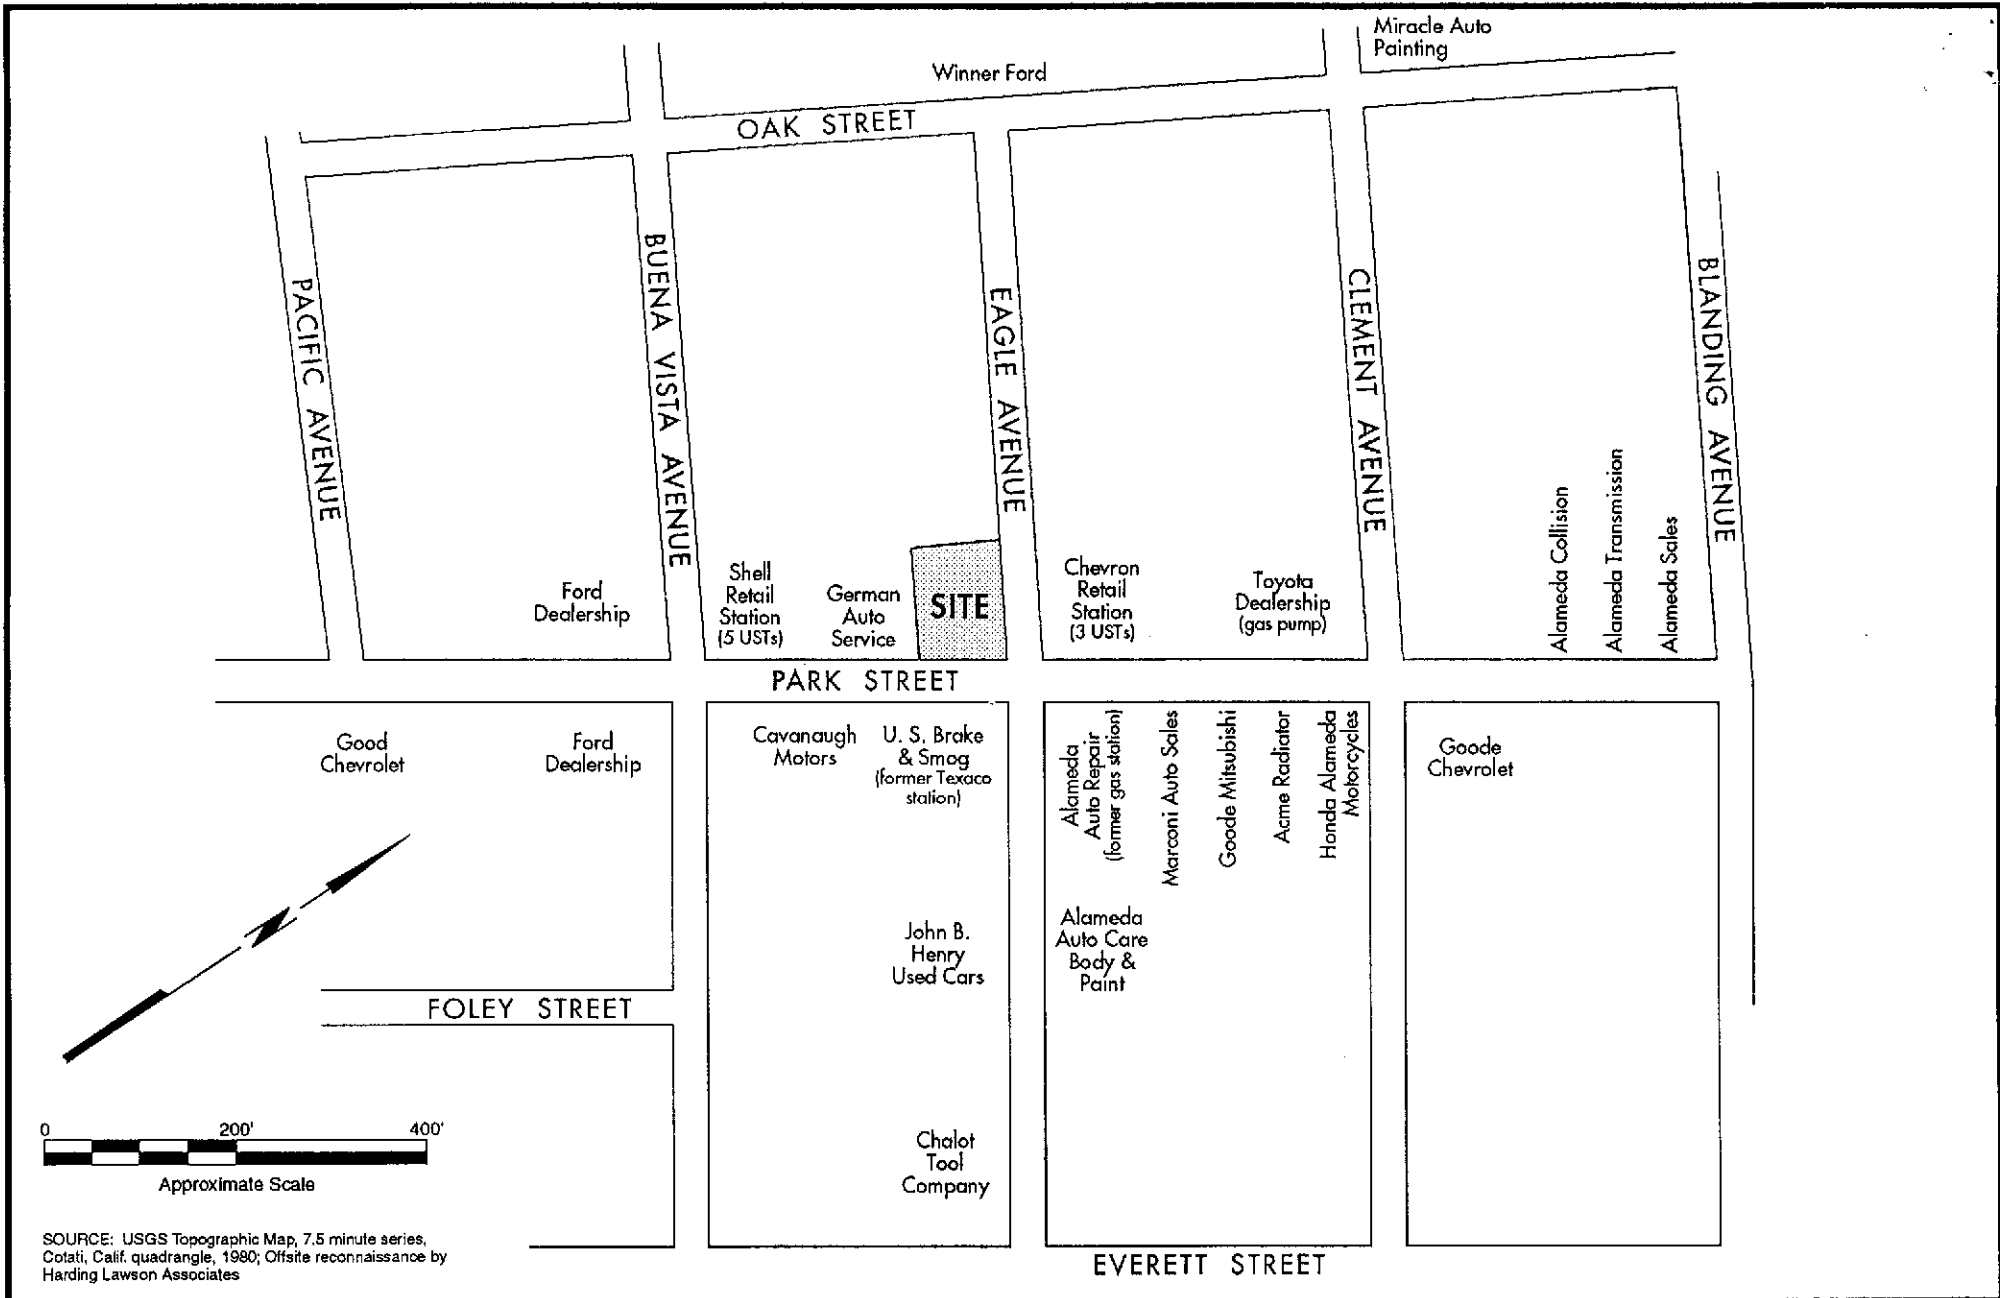 Miracle Auto
Painting
Winner Ford
OAK STREET
PACIFIC AVENUE
BUENA VISTA AVENUE
EAGLE AVENUE
CLEMENT AVENUE
BLANDING AVENUE
Ford
Dealership
Shell
Retail
Station
(5 USTs)
German
Auto
Service
SITE
Chevron
Retail
Station
(3 USTs)
Toyota
Dealership
(gas pump)
Alameda Collision
Alameda Transmission
Alameda Sales
PARK STREET
Good
Chevrolet
Ford
Dealership
Cavanaugh
Motors
U. S. Brake
& Smog
(former Texaco
station)
Alameda
Auto Repair
(former gas station)
Marconi Auto Sales
Goode Mitsubishi
Acme Radiator
Honda Alameda
Motorcycles
Goode
Chevrolet
John B.
Henry
Used Cars
Alameda
Auto Care
Body &
Paint
N
FOLEY STREET
Chalot
Tool
Company
0 200' 400'
Approximate Scale
SOURCE: USGS Topographic Map, 7.5 minute series,
Cotati, Calif. quadrangle, 1980; Offsite reconnaissance by
Harding Lawson Associates
EVERETT STREET